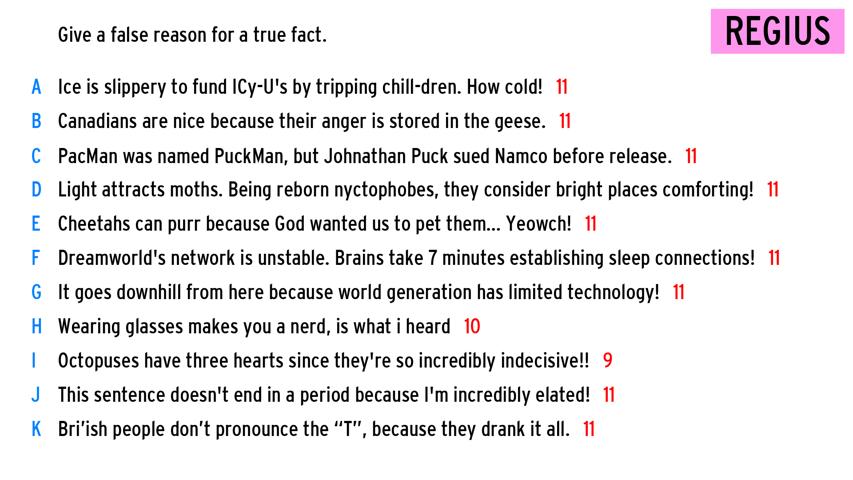 Give a false reason for a true fact.
REGIUS
A Ice is slippery to fund ICy-U's by tripping chill-dren. How cold! 11
B Canadians are nice because their anger is stored in the geese. 11
C PacMan was named PuckMan, but Johnathan Puck sued Namco before release. 11
D Light attracts moths. Being reborn nyctophobes, they consider bright places comforting! 11
E Cheetahs can purr because God wanted us to pet them... Yeowch! 11
F Dreamworld's network is unstable. Brains take 7 minutes establishing sleep connections! 11
G It goes downhill from here because world generation has limited technology! 11
H Wearing glasses makes you a nerd, is what i heard 10
I Octopuses have three hearts since they're so incredibly indecisive!! 9
J This sentence doesn't end in a period because I'm incredibly elated! 11
K Bri’ish people don’t pronounce the “T”, because they drank it all. 11